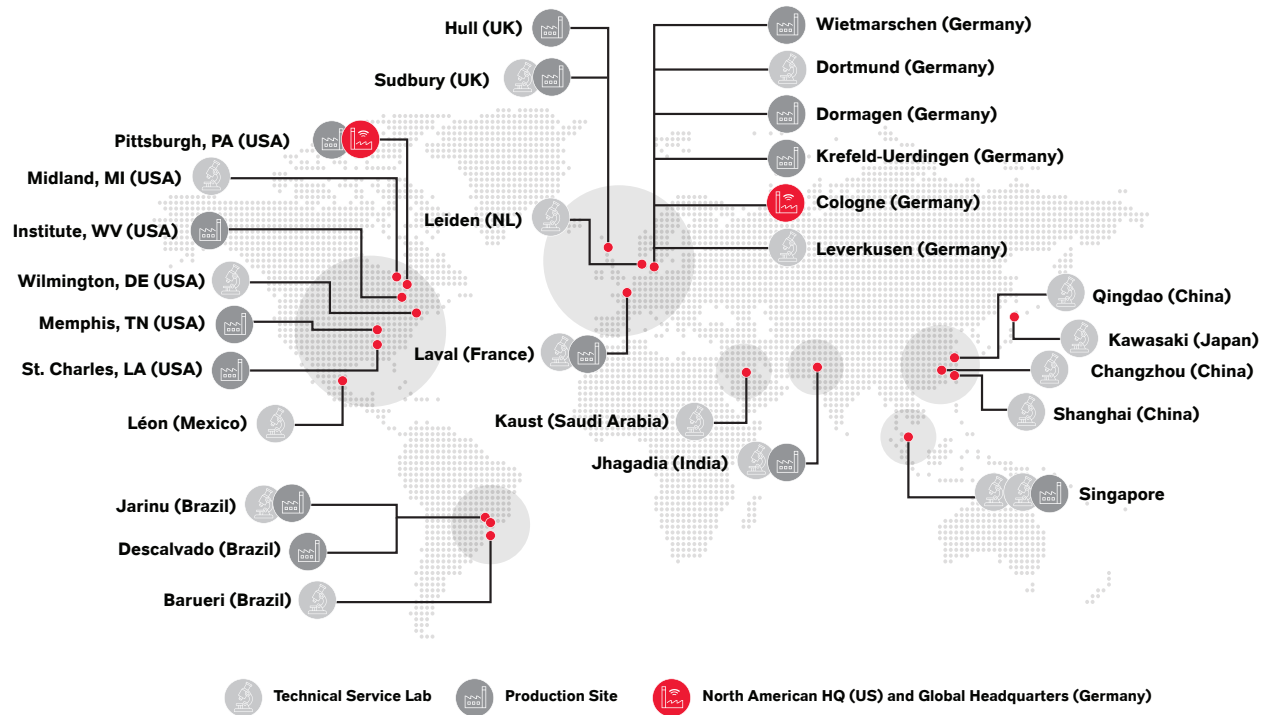 Hull (UK)
Sudbury (UK)
Pittsburgh, PA (USA)
Midland, MI (USA)
Institute, WV (USA)
Wilmington, DE (USA)
Memphis, TN (USA)
St. Charles, LA (USA)
Léon (Mexico)
Jarinu (Brazil)
Descalvado (Brazil)
Barueri (Brazil)
Leiden (NL)
Laval (France)
Kaust (Saudi Arabia)
Jhagadia (India)
Wietmarschen (Germany)
Dortmund (Germany)
Dormagen (Germany)
Krefeld-Uerdingen (Germany)
Cologne (Germany)
Leverkusen (Germany)
Qingdao (China)
Kawasaki (Japan)
Changzhou (China)
Shanghai (China)
Singapore
Technical Service Lab
Production Site
North American HQ (US) and Global Headquarters (Germany)